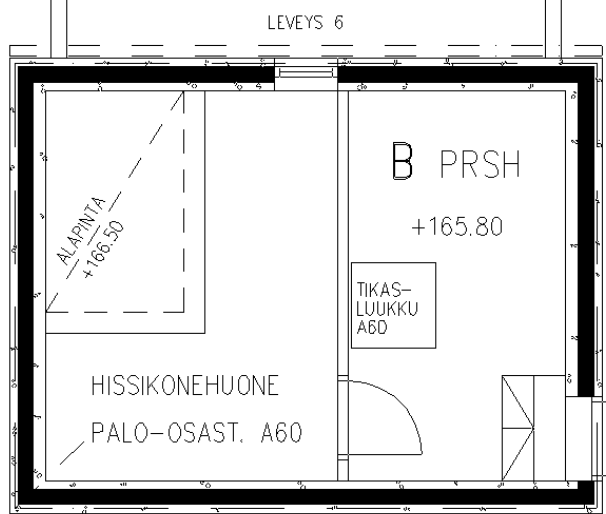 LEVEYS 6
B PRSH
+165.80
ALAPINTA
+166.50
TIKAS-
LUUKKU
A60
HISSIKONEHUONE
PALO-OSAST. A60